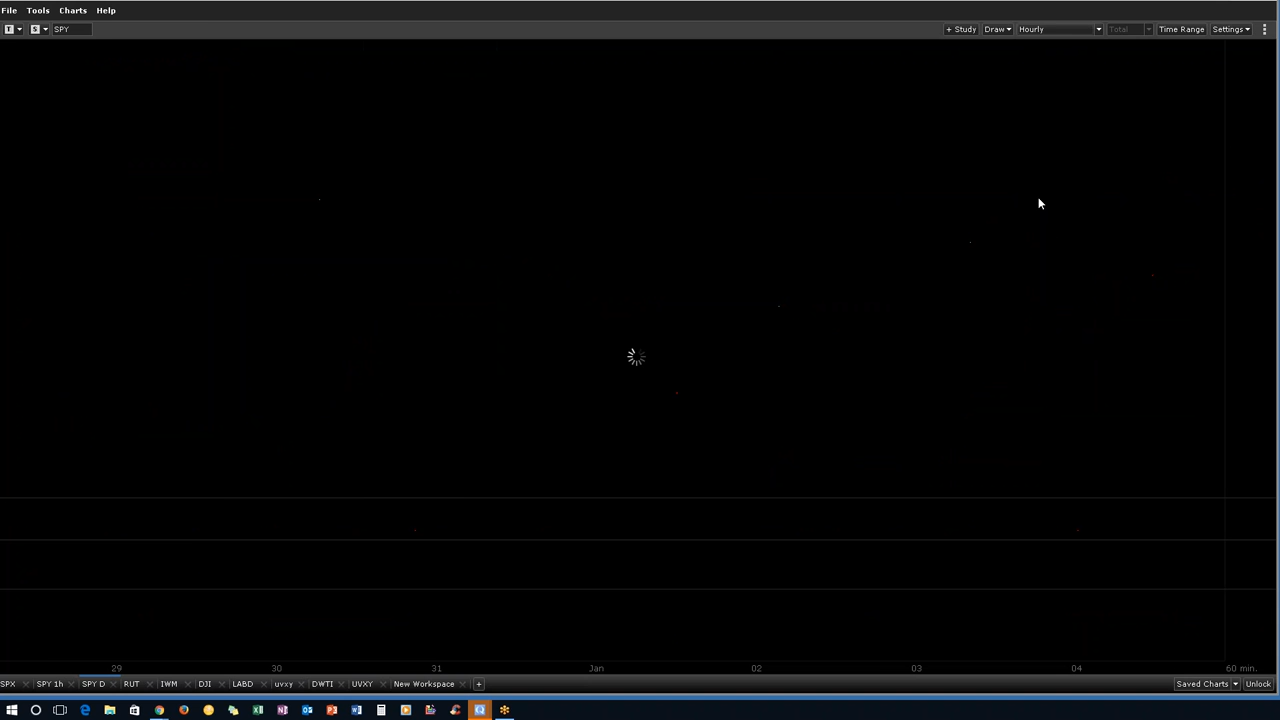 File Tools Charts Help
T S SPY + Study Draw Hourly Total Time Range Settings
29 30 31 Jan 02 03 04 60 min.
SPX SPY 1h SPY D RUT IWM DJI LABD uvxy DWTI UVXY New Workspace + Saved Charts Unlock